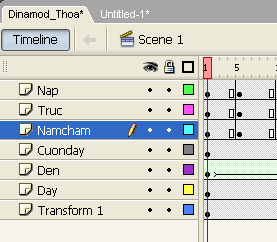 Dinamod_Thoa* Untitled-1*
Timeline Scene 1
1 5
Nap
Truc
Namcham
Cuonday
Den
Day
Transform 1